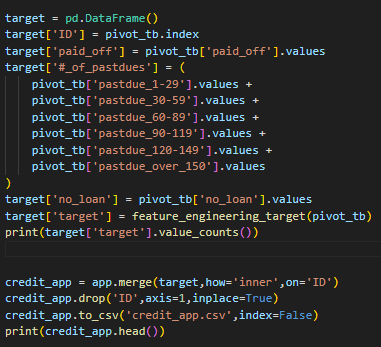 target = pd.DataFrame()
target['ID'] = pivot_tb.index
target['paid_off'] = pivot_tb['paid_off'].values
target['#_of_pastdues'] = (
    pivot_tb['pastdue_1-29'].values +
    pivot_tb['pastdue_30-59'].values +
    pivot_tb['pastdue_60-89'].values +
    pivot_tb['pastdue_90-119'].values +
    pivot_tb['pastdue_120-149'].values +
    pivot_tb['pastdue_over_150'].values
)
target['no_loan'] = pivot_tb['no_loan'].values
target['target'] = feature_engineering_target(pivot_tb)
print(target['target'].value_counts())
credit_app = app.merge(target,how='inner',on='ID')
credit_app.drop('ID',axis=1,inplace=True)
credit_app.to_csv('credit_app.csv',index=False)
print(credit_app.head())